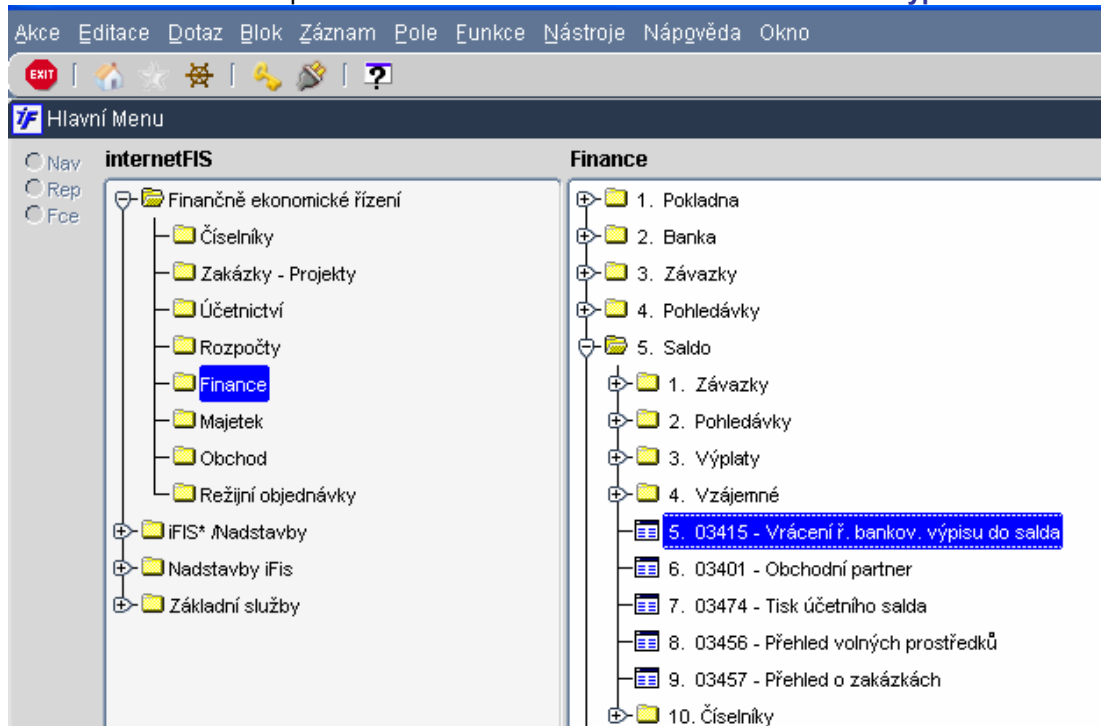 Akce Editace Dotaz Blok Záznam Pole Funkce Nástroje Nápověda Okno
EXIT
Hlavní Menu
Nav
Rep
Fce
internetFIS
Finančně ekonomické řízení
Číselníky
Zakázky - Projekty
Účetnictví
Rozpočty
Finance
Majetek
Obchod
Režijní objednávky
iFIS* /Nadstavby
Nadstavby iFis
Základní služby
Finance
1. Pokladna
2. Banka
3. Závazky
4. Pohledávky
5. Saldo
1. Závazky
2. Pohledávky
3. Výplaty
4. Vzájemné
5. 03415 - Vrácení ř. bankov. výpisu do salda
6. 03401 - Obchodní partner
7. 03474 - Tisk účetního salda
8. 03456 - Přehled volných prostředků
9. 03457 - Přehled o zakázkách
10. Číselníky